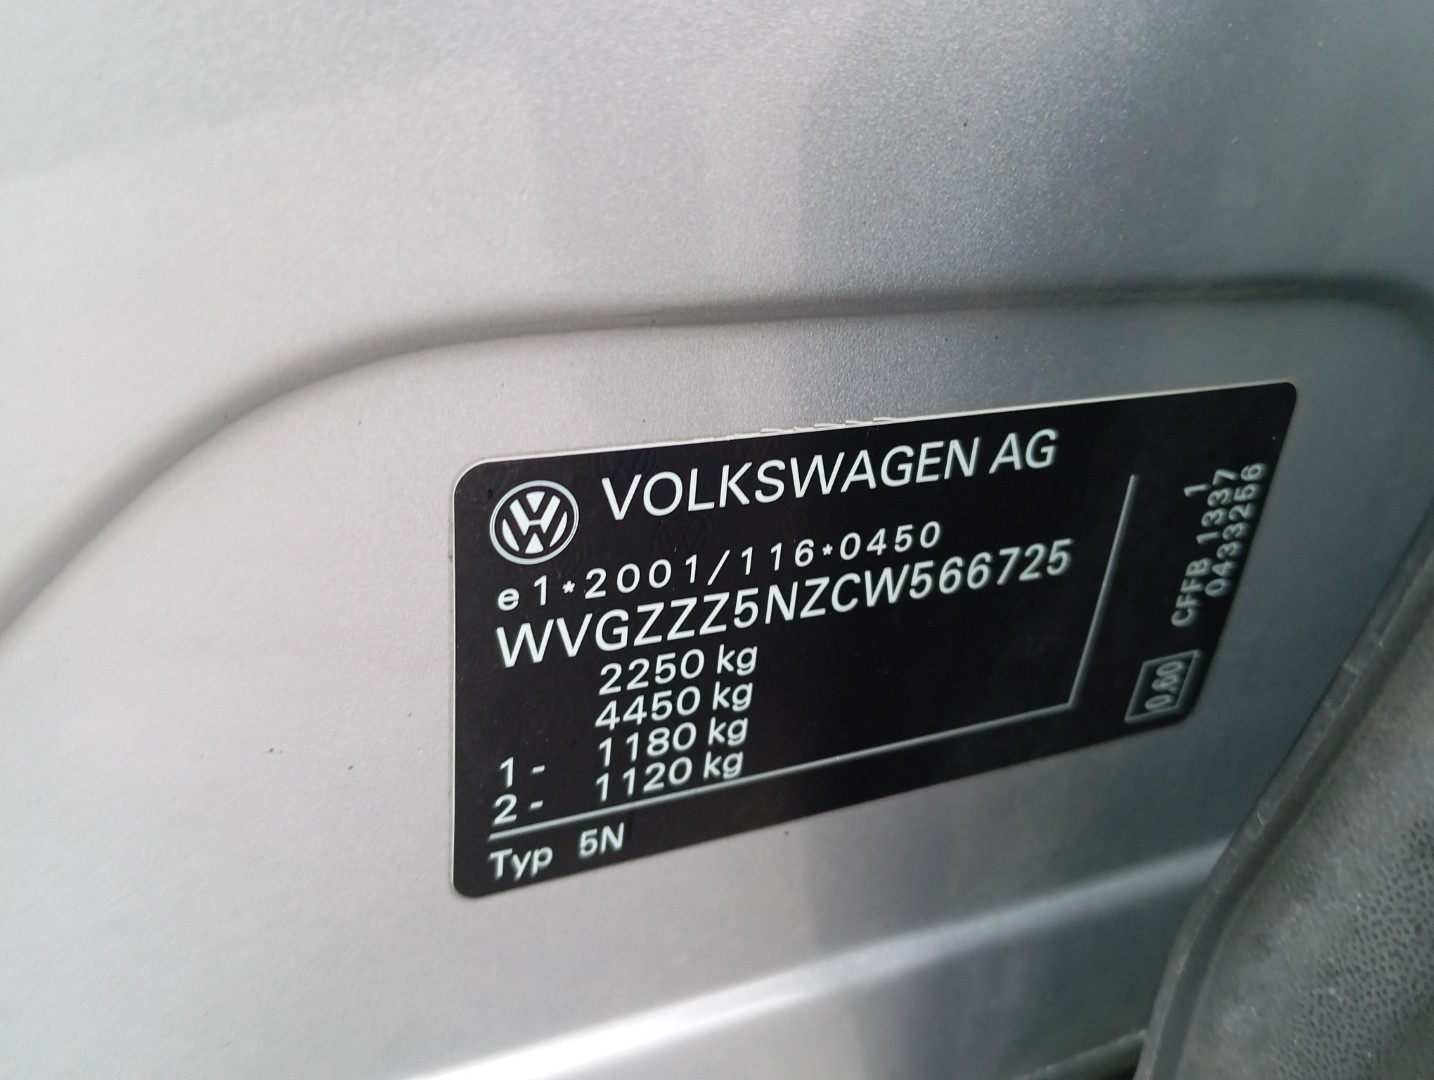 VOLKSWAGEN AG
e1*2001/116*0450
WVGZZZ5NZCW566725
2250 kg
4450 kg
1- 1180 kg
2- 1120 kg
Typ 5N
1
CFFB 1337
0433256
0.60